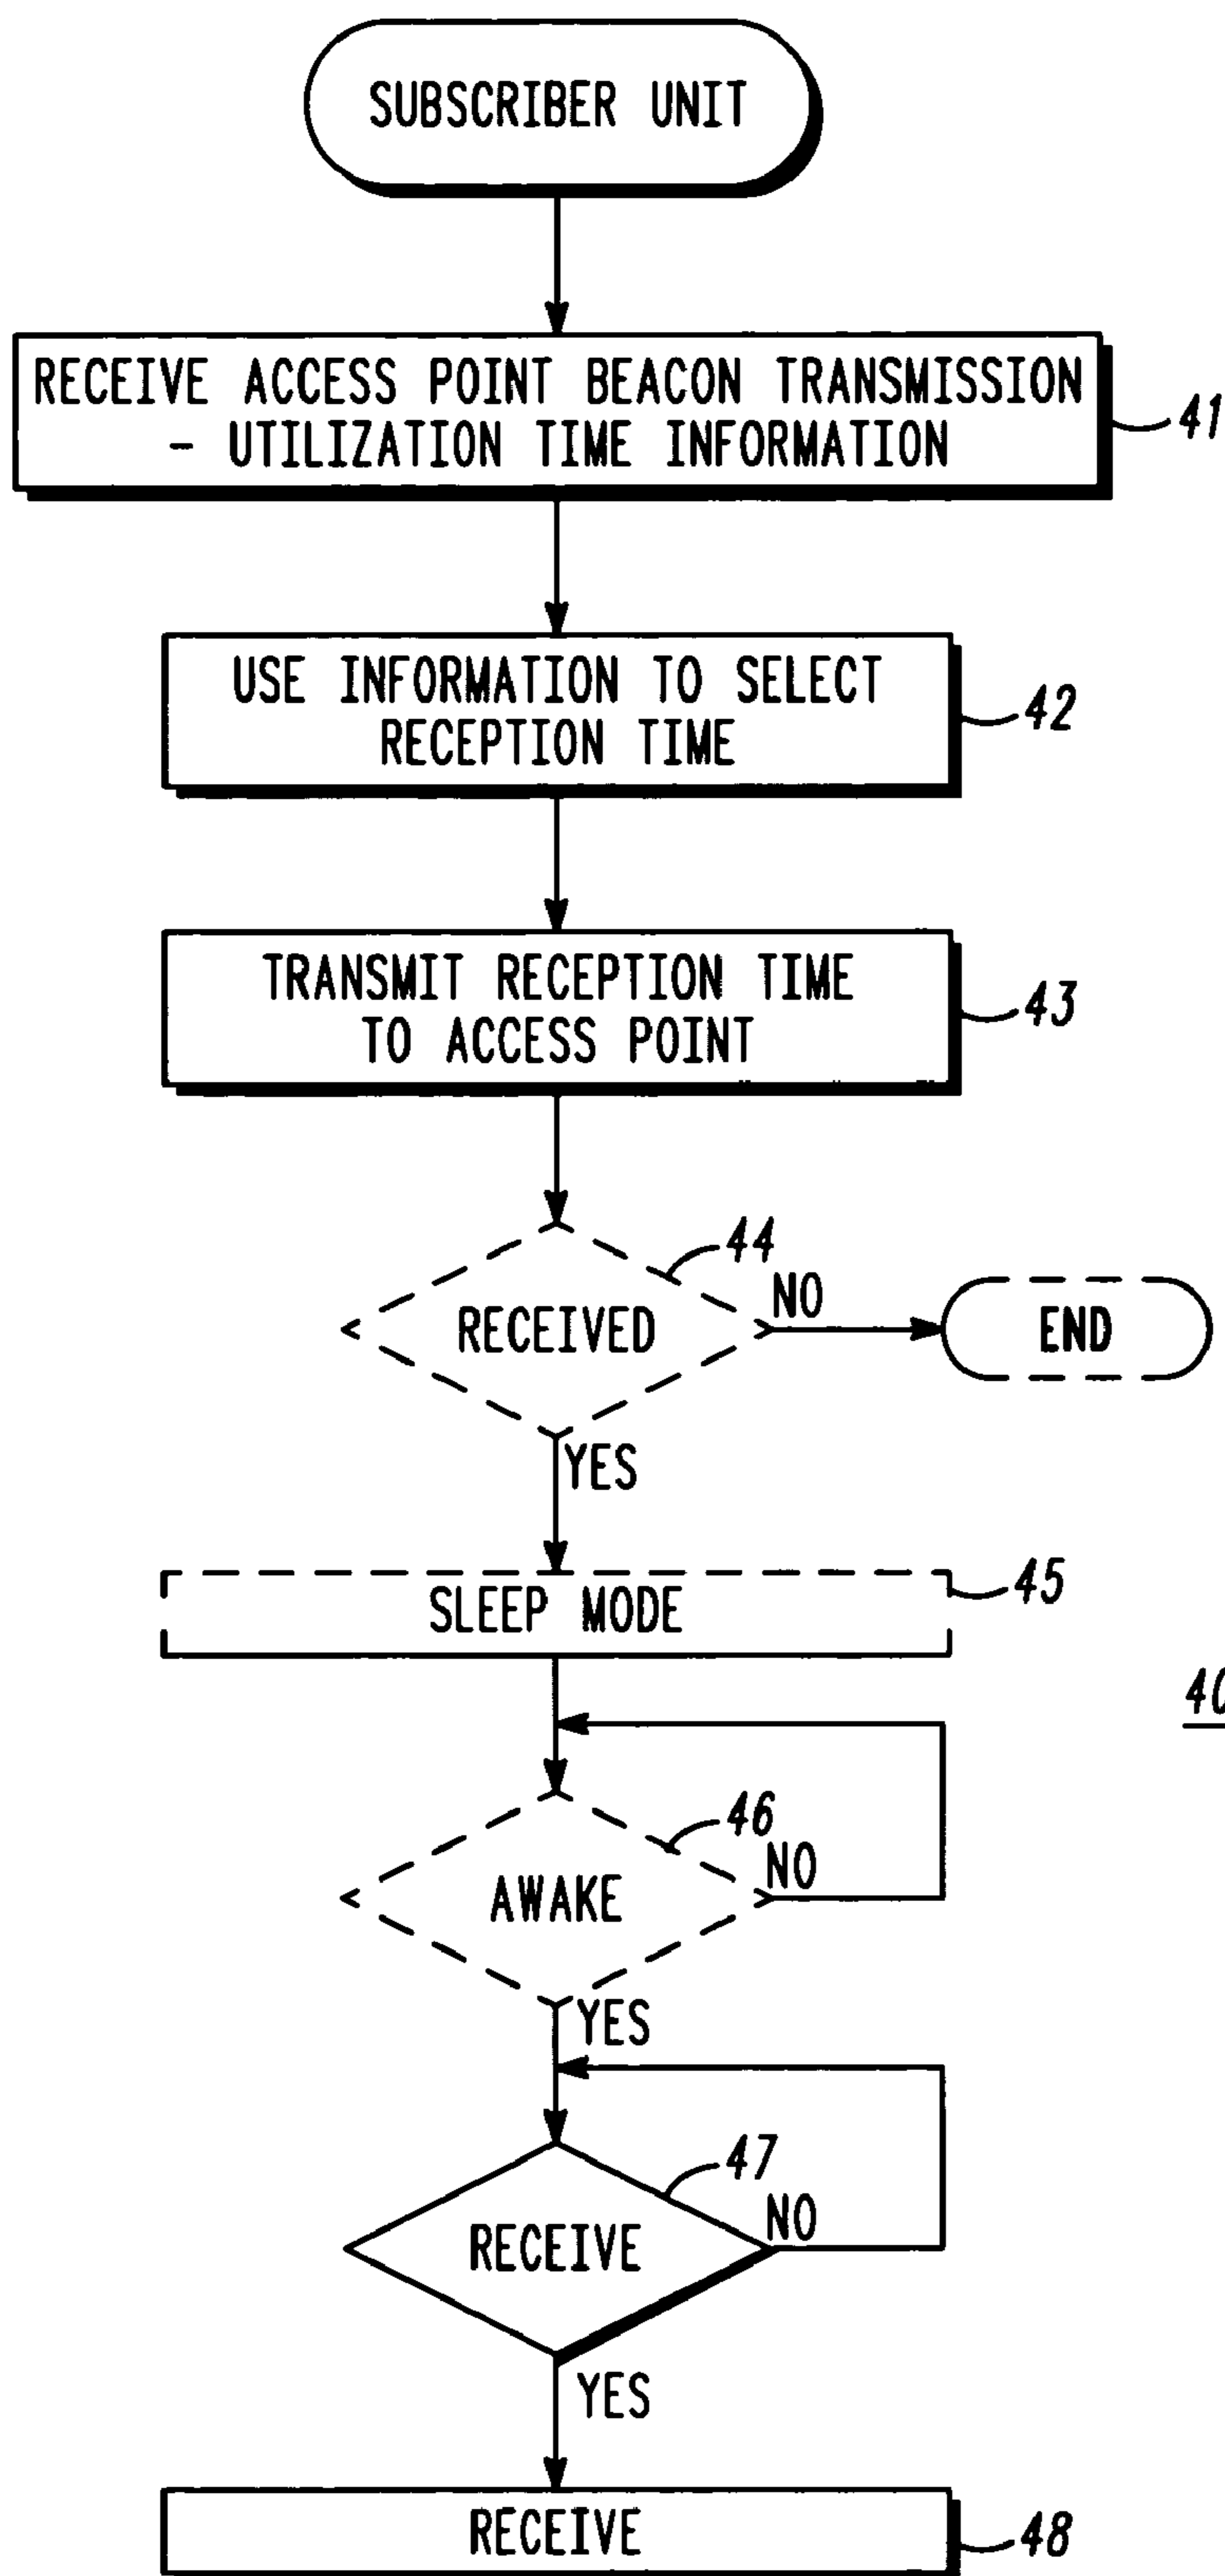 SUBSCRIBER UNIT
RECEIVE ACCESS POINT BEACON TRANSMISSION
- UTILIZATION TIME INFORMATION
41
USE INFORMATION TO SELECT
RECEPTION TIME
42
TRANSMIT RECEPTION TIME
TO ACCESS POINT
43
44
RECEIVED
NO
END
YES
SLEEP MODE
45
40
46
AWAKE
NO
YES
47
RECEIVE
NO
YES
RECEIVE
48